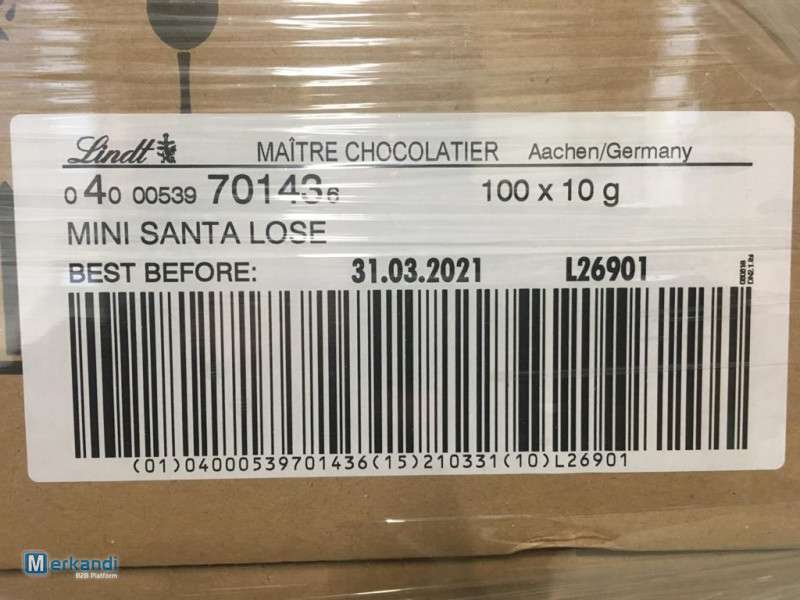 Lindt MAÎTRE CHOCOLATIER Aachen/Germany
0 40 00539 70143 6 100 x 10 g
MINI SANTA LOSE
BEST BEFORE: 31.03.2021 L26901
(01)04000539701436(15)210331(10)L26901
Merkandi
B2B Platform